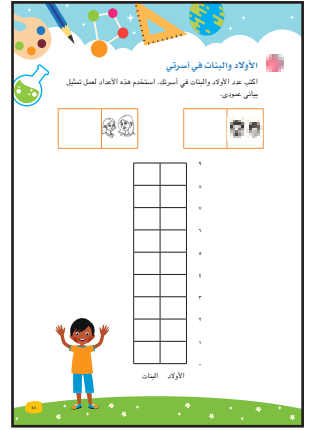 الأولاد والبنات في أسرتي
اكتب عدد الأولاد والبنات في أسرتك. استخدم هذه الأعداد لعمل تمثيل
بياني عمودي.
٩
٨
٧
٦
٥
٤
٣
٢
١
٠
الأولاد البنات